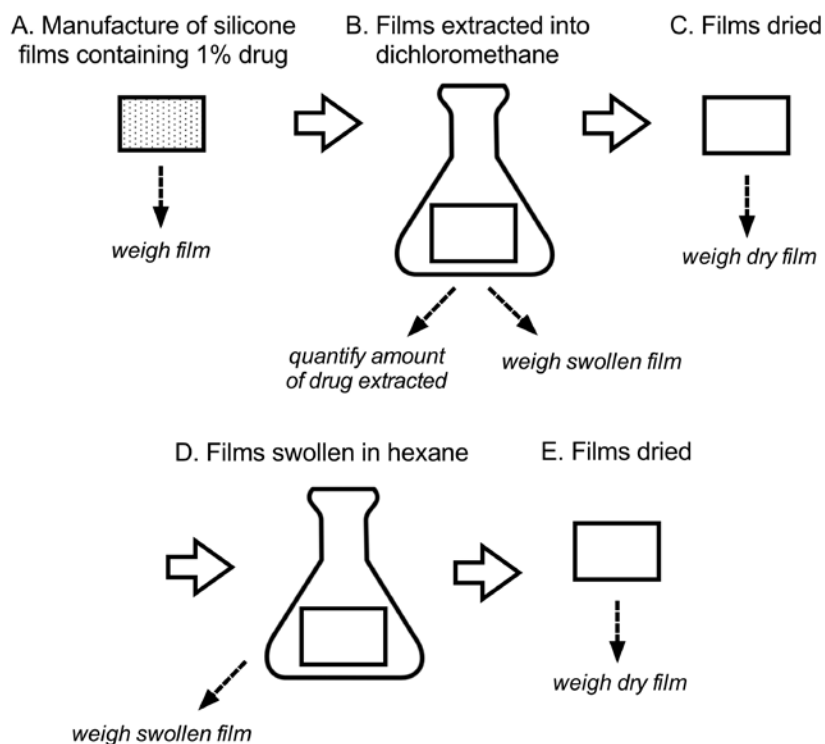 A. Manufacture of silicone
films containing 1% drug
B. Films extracted into
dichloromethane
C. Films dried
weigh film
weigh dry film
quantify amount
of drug extracted
weigh swollen film
D. Films swollen in hexane
E. Films dried
weigh dry film
weigh swollen film